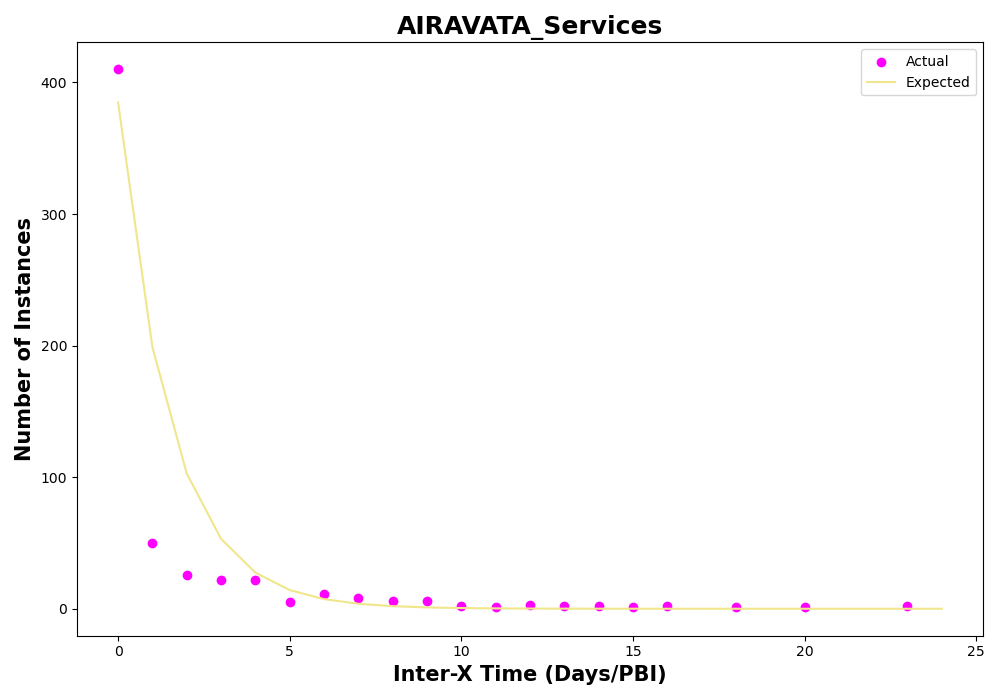 AIRAVATA_Services
Actual
Expected
400
300
200
100
0
Number of Instances
0 5 10 15 20 25
Inter-X Time (Days/PBI)